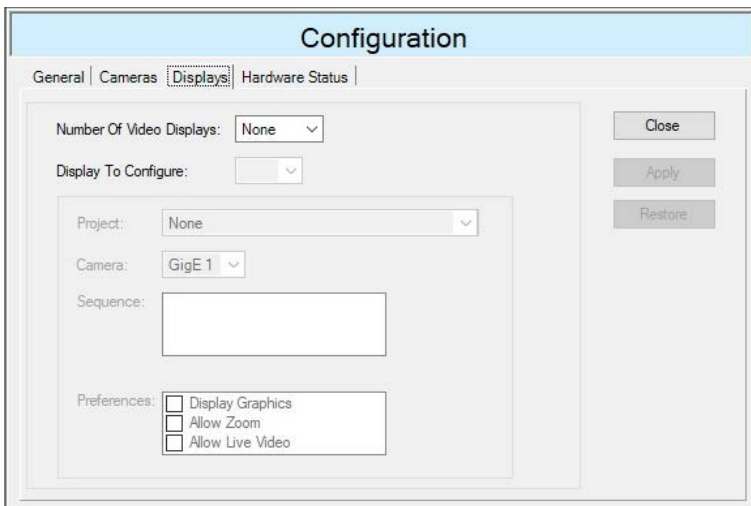 Configuration
General Cameras Displays Hardware Status
Number Of Video Displays: None
Close
Display To Configure:
Apply
Project: None
Restore
Camera: GigE 1
Sequence:
Preferences: Display Graphics
Allow Zoom
Allow Live Video